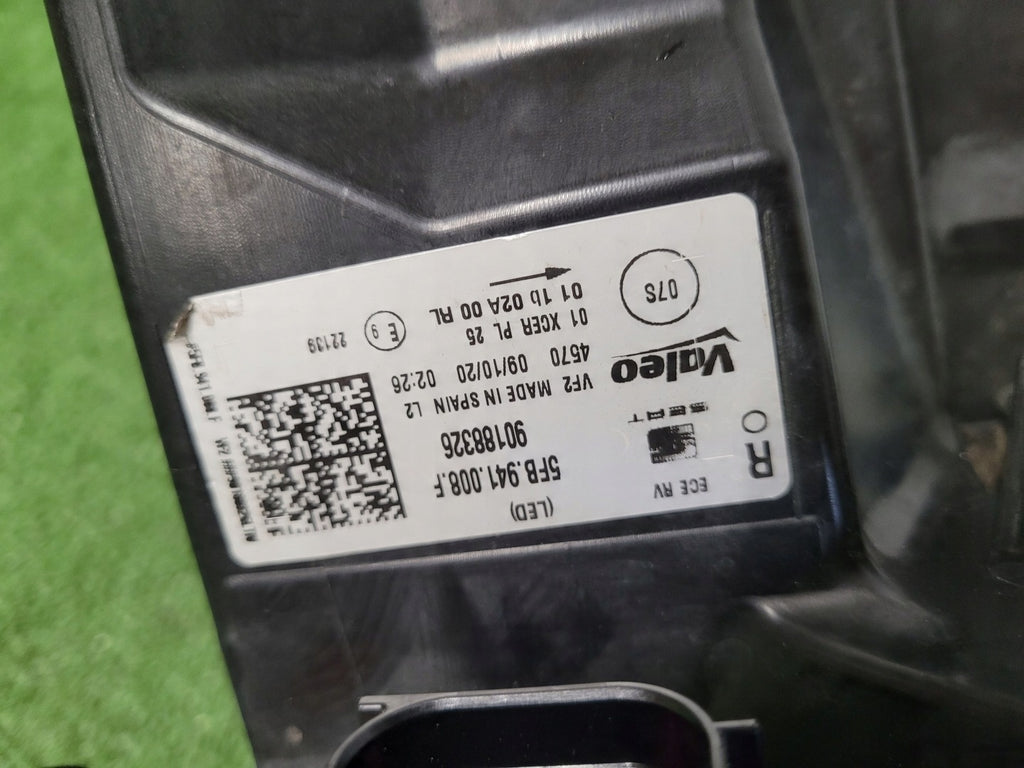 ECE RV
R
(LED)
5FB.941.008.F
SEAT
90188326
VF2 MADE IN SPAIN L2
Valeo
4570 09/10/20 02:26
01 XCER PL 25
01 1b 02A 00 RL
07S
E 9
22139